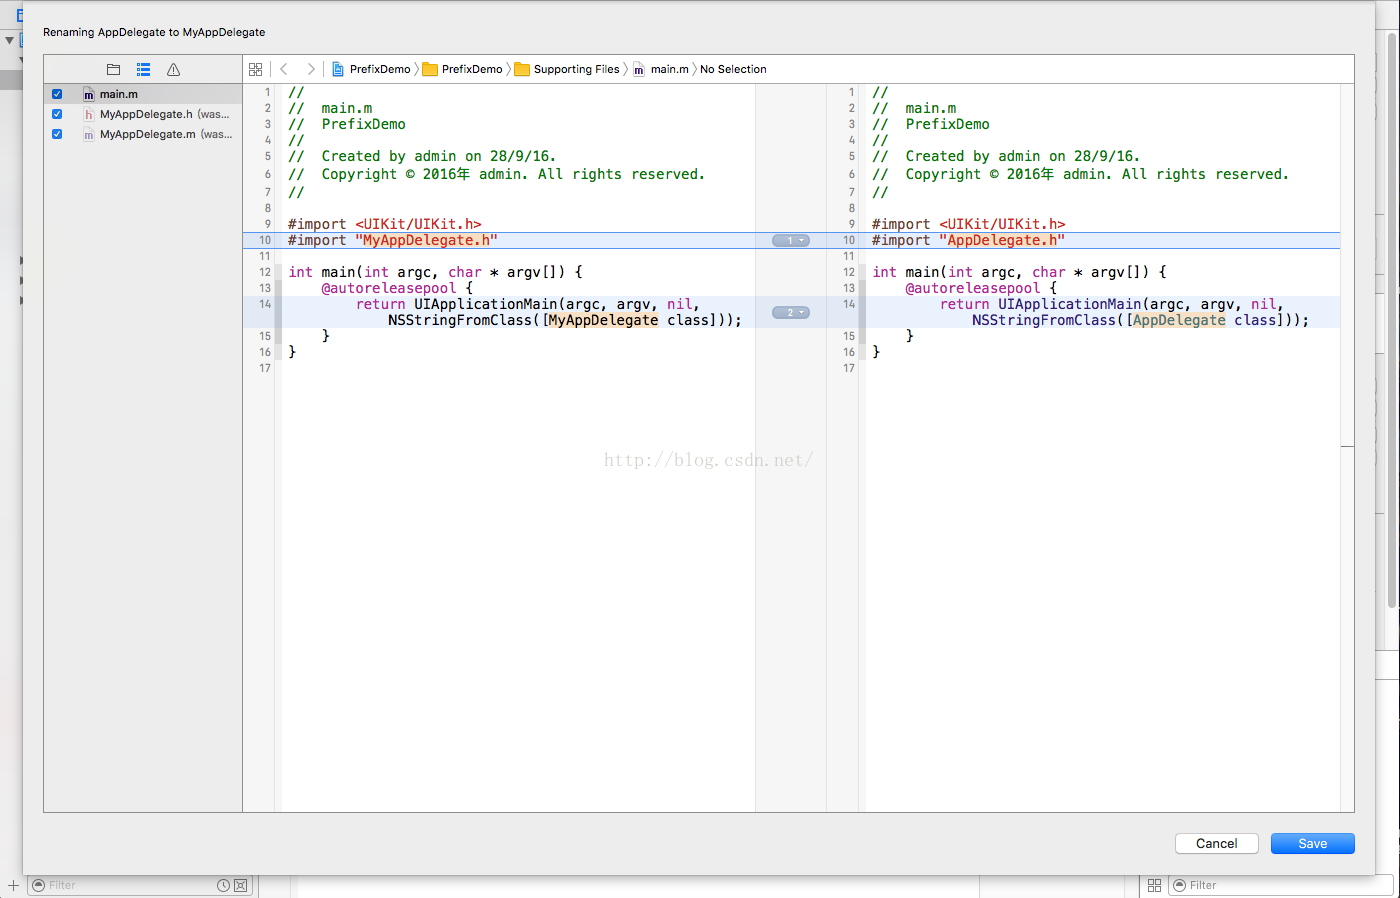 Renaming AppDelegate to MyAppDelegate
PrefixDemo PrefixDemo Supporting Files main.m No Selection
main.m
MyAppDelegate.h (was...
MyAppDelegate.m (was...
1 //
2 //  main.m
3 //  PrefixDemo
4 //
5 //  Created by admin on 28/9/16.
6 //  Copyright © 2016年 admin. All rights reserved.
7 //
8
9 #import <UIKit/UIKit.h>
10 #import "MyAppDelegate.h"
11
12 int main(int argc, char * argv[]) {
13     @autoreleasepool {
14         return UIApplicationMain(argc, argv, nil,
            NSStringFromClass([MyAppDelegate class]));
15     }
16 }
17
1
2
1 //
2 //  main.m
3 //  PrefixDemo
4 //
5 //  Created by admin on 28/9/16.
6 //  Copyright © 2016年 admin. All rights reserved.
7 //
8
9 #import <UIKit/UIKit.h>
10 #import "AppDelegate.h"
11
12 int main(int argc, char * argv[]) {
13     @autoreleasepool {
14         return UIApplicationMain(argc, argv, nil,
            NSStringFromClass([AppDelegate class]));
15     }
16 }
17
http://blog.csdn.net/
Cancel Save
Filter
Filter